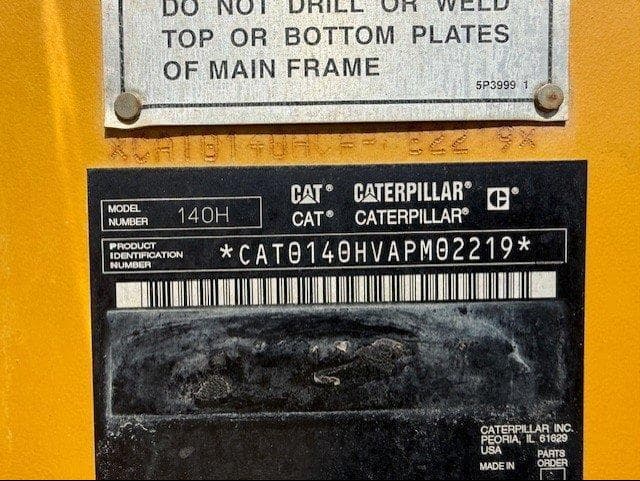 DO NOT DRILL OR WELD
TOP OR BOTTOM PLATES
OF MAIN FRAME
5P3999 1
CAT® CATERPILLAR® C®
MODEL NUMBER 140H
CAT® CATERPILLAR®
PRODUCT IDENTIFICATION NUMBER *CAT0140HVAPM02219*
CATERPILLAR INC.
PEORIA, IL 61629
USA
MADE IN
PARTS ORDER